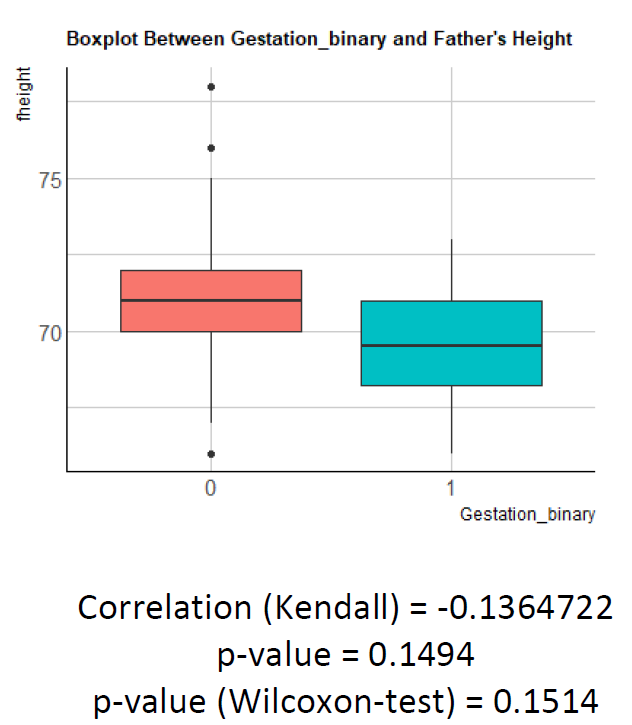 Boxplot Between Gestation_binary and Father's Height
fheight
75
70
0 1
Gestation_binary
Correlation (Kendall) = -0.1364722
p-value = 0.1494
p-value (Wilcoxon-test) = 0.1514